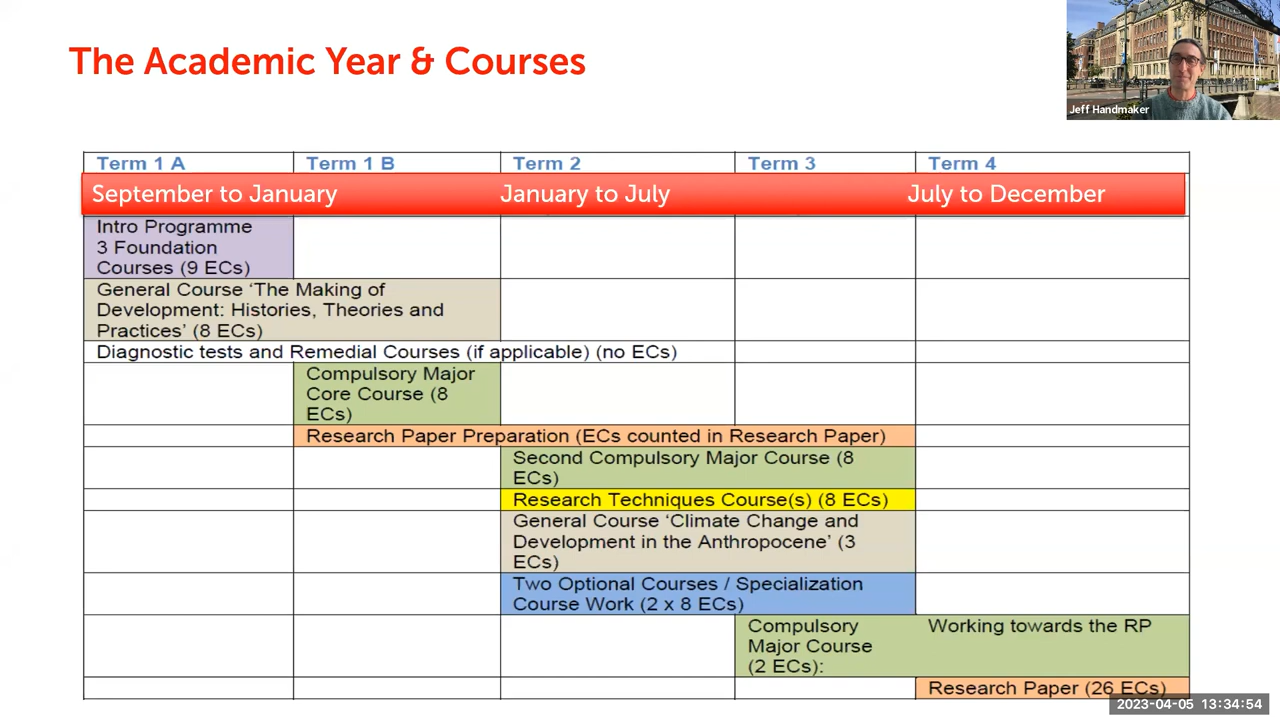 The Academic Year & Courses
Jeff Handmaker
Term 1 A
Term 1 B
Term 2
Term 3
Term 4
September to January
January to July
July to December
Intro Programme
3 Foundation
Courses (9 ECs)
General Course ‘The Making of
Development: Histories, Theories and
Practices’ (8 ECs)
Diagnostic tests and Remedial Courses (if applicable) (no ECs)
Compulsory Major
Core Course (8
ECs)
Research Paper Preparation (ECs counted in Research Paper)
Second Compulsory Major Course (8
ECs)
Research Techniques Course(s) (8 ECs)
General Course ‘Climate Change and
Development in the Anthropocene’ (3
ECs)
Two Optional Courses / Specialization
Course Work (2 x 8 ECs)
Compulsory
Major Course
(2 ECs):
Working towards the RP
Research Paper (26 ECs)
2023-04-05 13:34:54